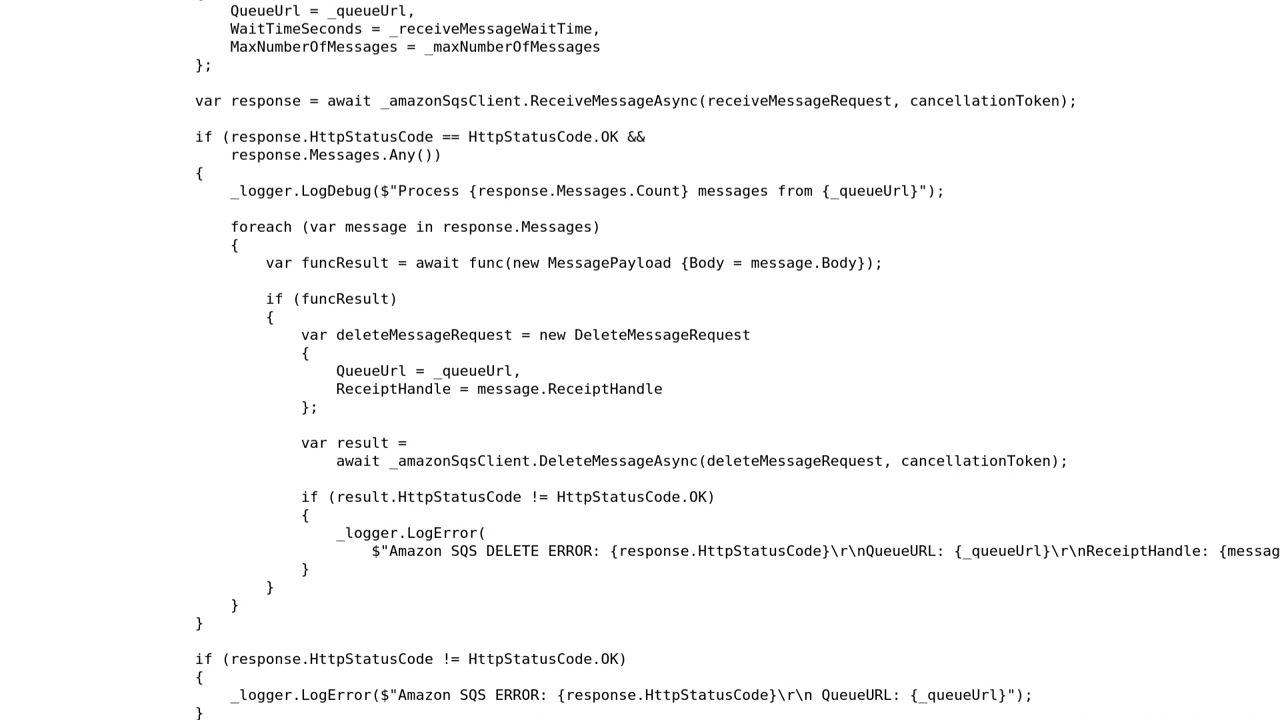 QueueUrl = _queueUrl,
WaitTimeSeconds = _receiveMessageWaitTime,
MaxNumberOfMessages = _maxNumberOfMessages
};
var response = await _amazonSqsClient.ReceiveMessageAsync(receiveMessageRequest, cancellationToken);
if (response.HttpStatusCode == HttpStatusCode.OK &&
response.Messages.Any())
{
_logger.LogDebug($"Process {response.Messages.Count} messages from {_queueUrl}");
foreach (var message in response.Messages)
{
var funcResult = await func(new MessagePayload {Body = message.Body});
if (funcResult)
{
var deleteMessageRequest = new DeleteMessageRequest
{
QueueUrl = _queueUrl,
ReceiptHandle = message.ReceiptHandle
};
var result =
await _amazonSqsClient.DeleteMessageAsync(deleteMessageRequest, cancellationToken);
if (result.HttpStatusCode != HttpStatusCode.OK)
{
_logger.LogError(
$"Amazon SQS DELETE ERROR: {response.HttpStatusCode}\r\nQueueURL: {_queueUrl}\r\nReceiptHandle: {messag
}
}
}
}
if (response.HttpStatusCode != HttpStatusCode.OK)
{
_logger.LogError($"Amazon SQS ERROR: {response.HttpStatusCode}\r\n QueueURL: {_queueUrl}");
}